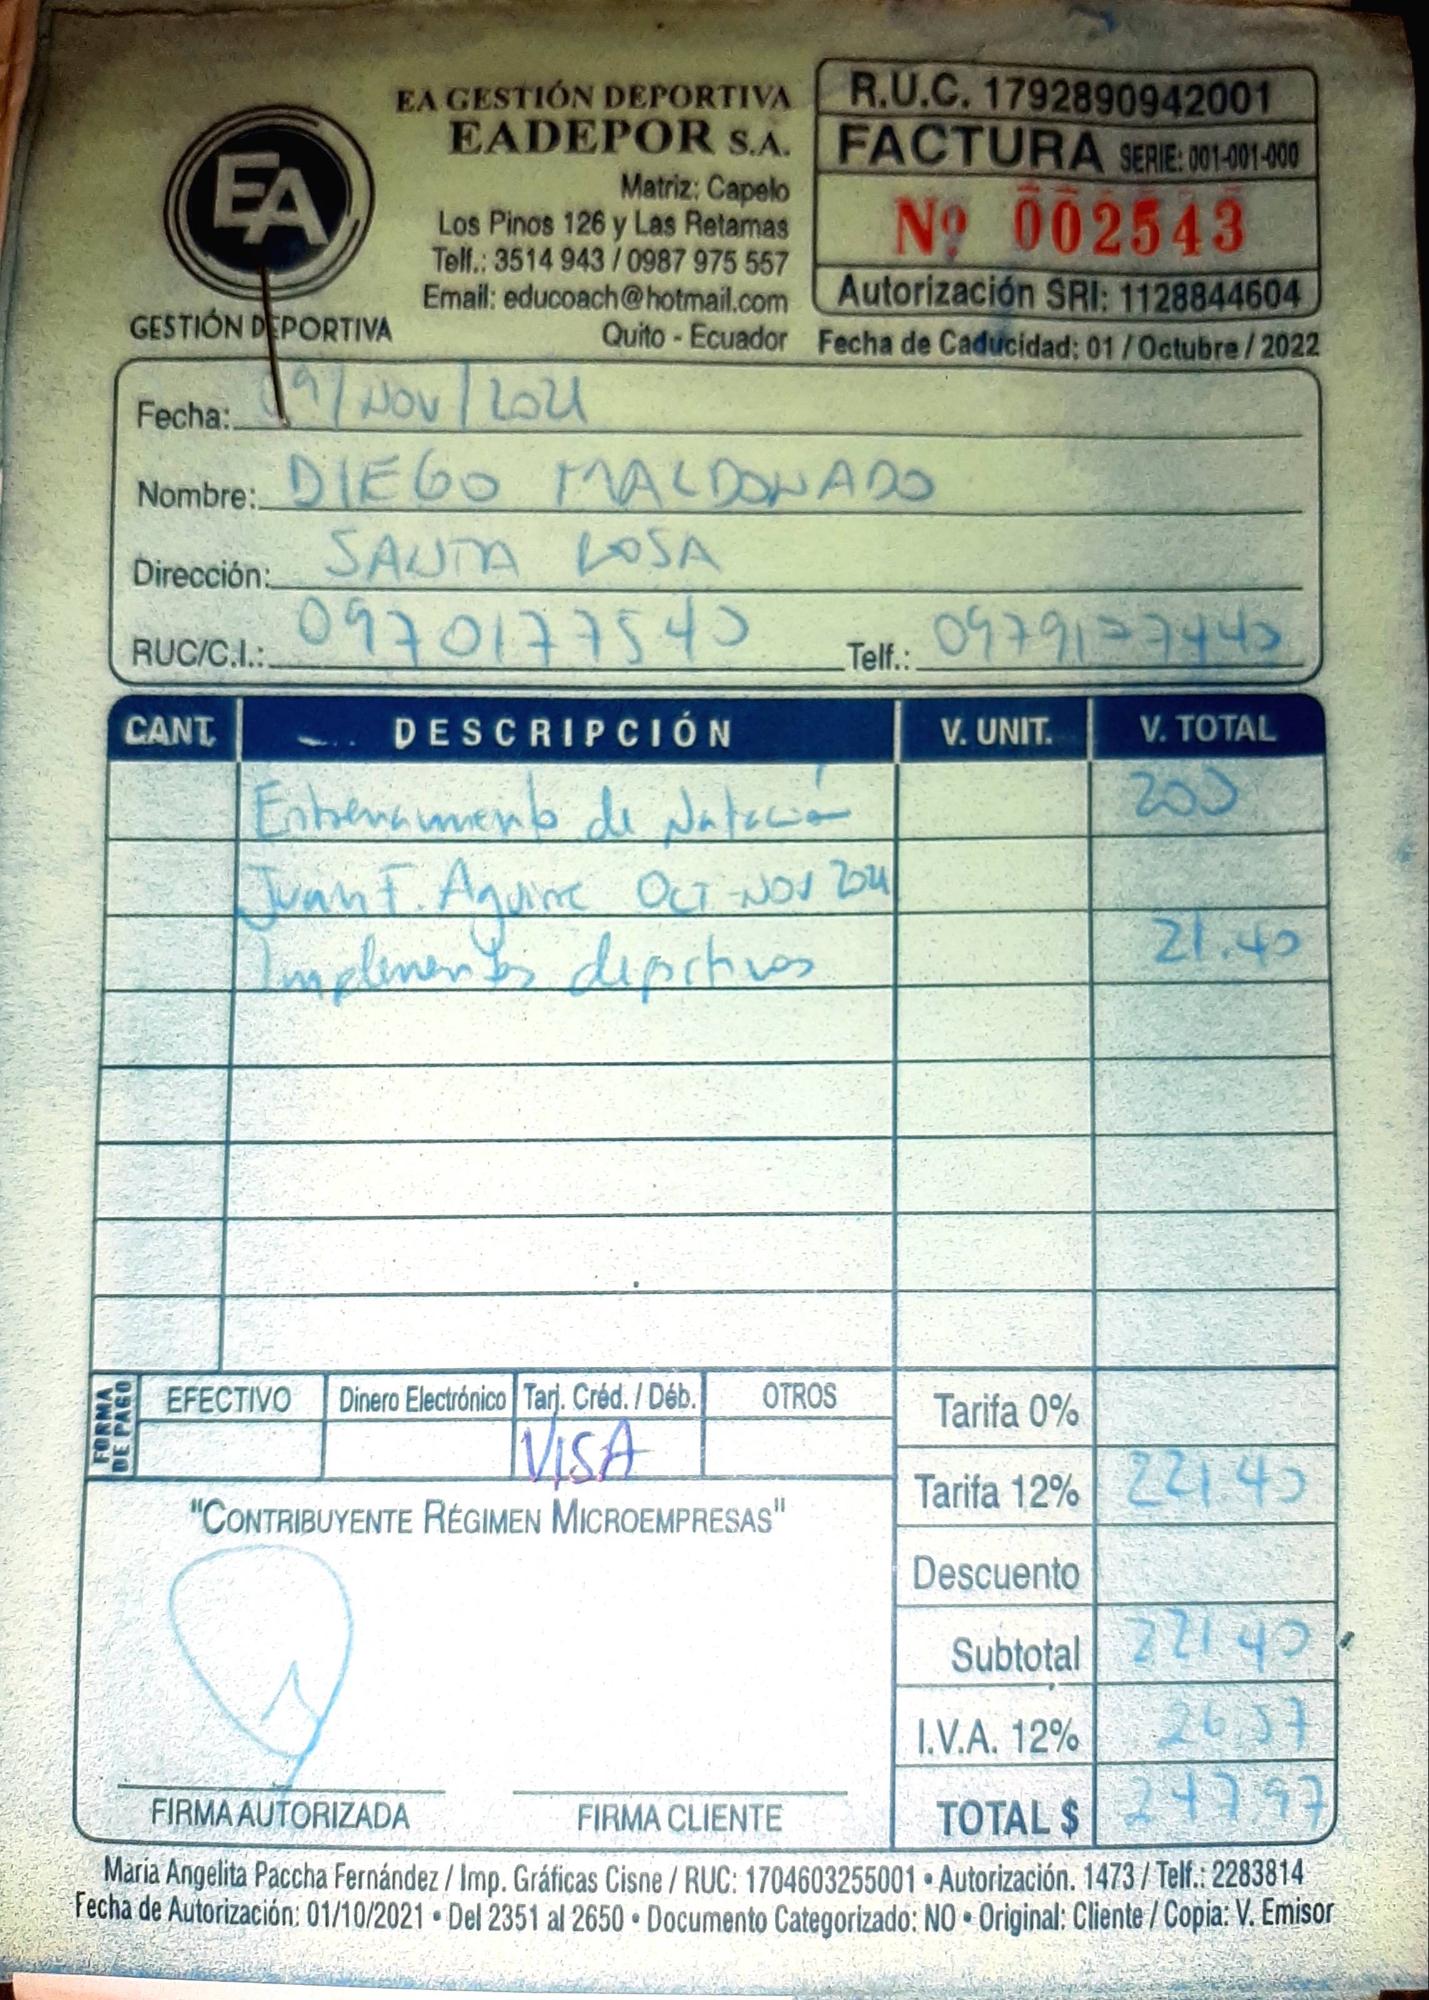 EA
GESTIÓN DEPORTIVA
EA GESTIÓN DEPORTIVA
EADEPOR S.A.
Matriz: Capelo
Los Pinos 126 y Las Retamas
Telf.: 3514 943 / 0987 975 557
Email: educoach@hotmail.com
Quito - Ecuador
R.U.C. 1792890942001
FACTURA SERIE: 001-001-000
Nº 002543
Autorización SRI: 1128844604
Fecha de Caducidad: 01 / Octubre / 2022
Fecha: 09/NOV/2021
Nombre: DIEGO MALDONADO
Dirección: SANTA ROSA
RUC/C.I.: 0970177540 Telf.:
CANT. DESCRIPCIÓN V. UNIT. V. TOTAL
Entrenamiento de Natación 200
Juan F. Aguirre OCT-NOV 2021
Implementos deportivos 21.40
FORMA DE PAGO
EFECTIVO Dinero Electrónico Tarj. Créd. / Déb. OTROS
VISA
"CONTRIBUYENTE RÉGIMEN MICROEMPRESAS"
Tarifa 0%
Tarifa 12% 221.40
Descuento
Subtotal 221.40
I.V.A. 12% 26.57
TOTAL $ 247.97
FIRMA AUTORIZADA FIRMA CLIENTE
María Angelita Paccha Fernández / Imp. Gráficas Cisne / RUC: 1704603255001 • Autorización. 1473 / Telf.: 2283814
Fecha de Autorización: 01/10/2021 • Del 2351 al 2650 • Documento Categorizado: NO • Original: Cliente / Copia: V. Emisor